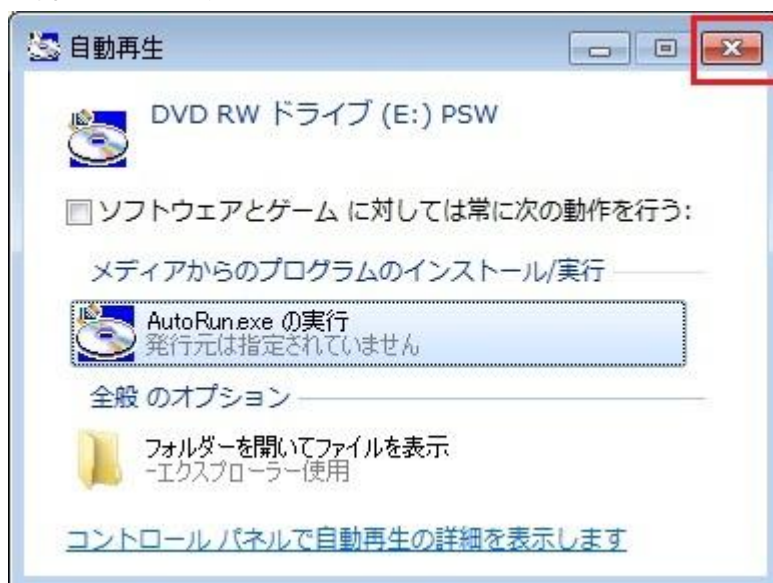 自動再生
DVD RW ドライブ (E:) PSW
ソフトウェアとゲーム に対しては常に次の動作を行う:
メディアからのプログラムのインストール/実行
AutoRun.exe の実行
発行元は指定されていません
全般 のオプション
フォルダーを開いてファイルを表示
-エクスプローラー使用
コントロール パネルで自動再生の詳細を表示します